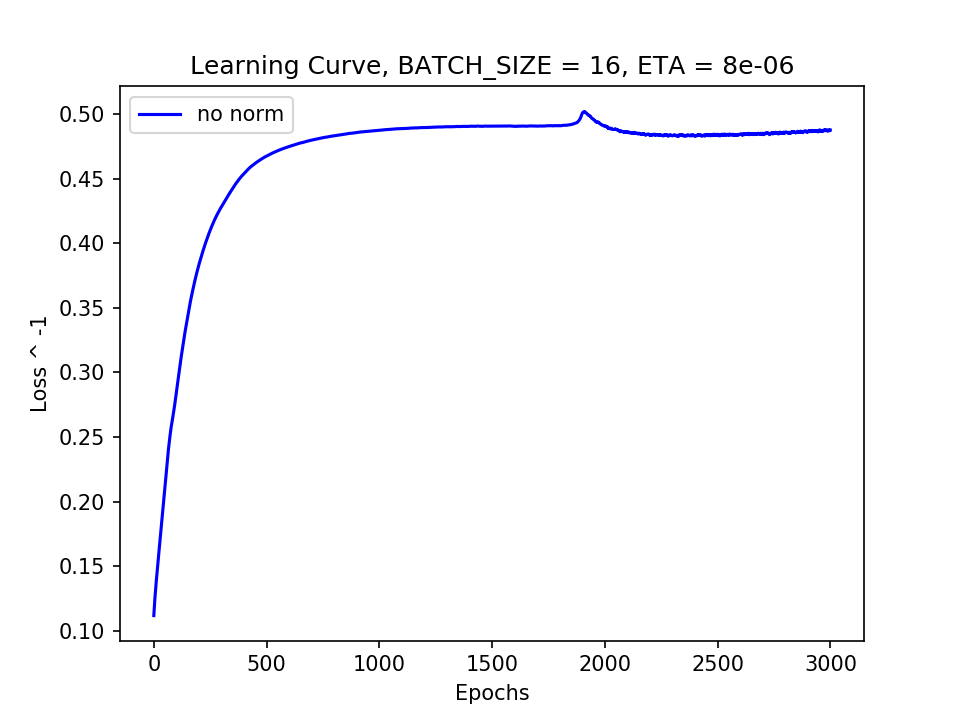 Learning Curve, BATCH_SIZE = 16, ETA = 8e-06
no norm
Loss ^ -1
0.50
0.45
0.40
0.35
0.30
0.25
0.20
0.15
0.10
0 500 1000 1500 2000 2500 3000
Epochs